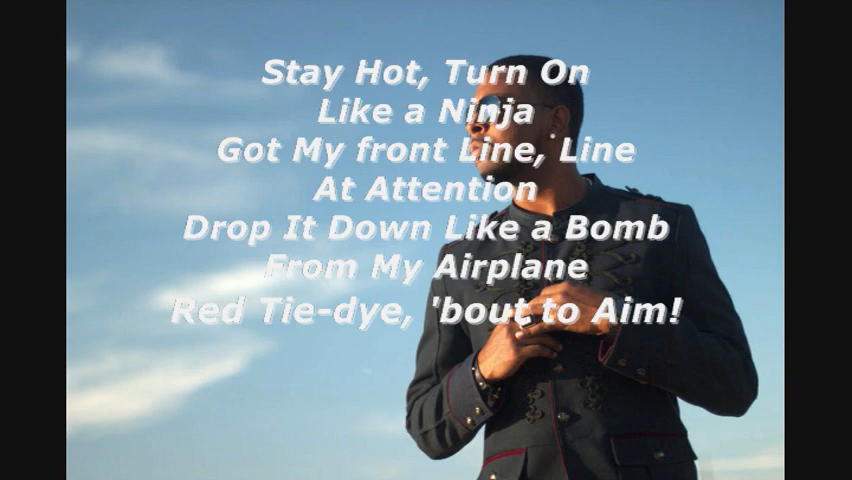 Stay Hot, Turn On
Like a Ninja
Got My front Line, Line
At Attention
Drop It Down Like a Bomb
From My Airplane
Red Tie-dye, 'bout to Aim!